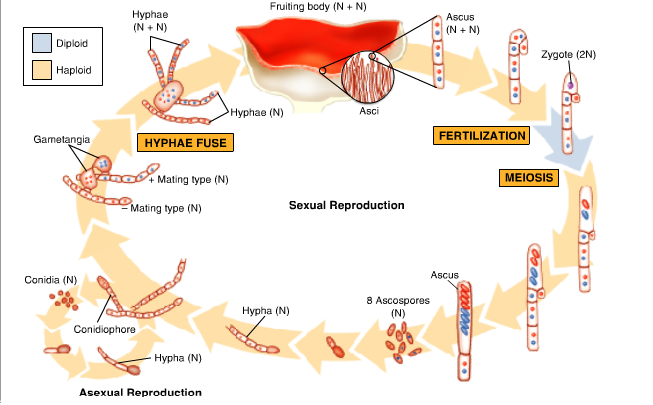 Diploid
Haploid
Hyphae
(N + N)
Fruiting body (N + N)
Ascus
(N + N)
Zygote (2N)
Hyphae (N)
Asci
HYPHAE FUSE
FERTILIZATION
Gametangia
MEIOSIS
+ Mating type (N)
– Mating type (N)
Sexual Reproduction
Conidia (N)
Conidiophore
Hypha (N)
Asexual Reproduction
Hypha (N)
8 Ascospores
(N)
Ascus